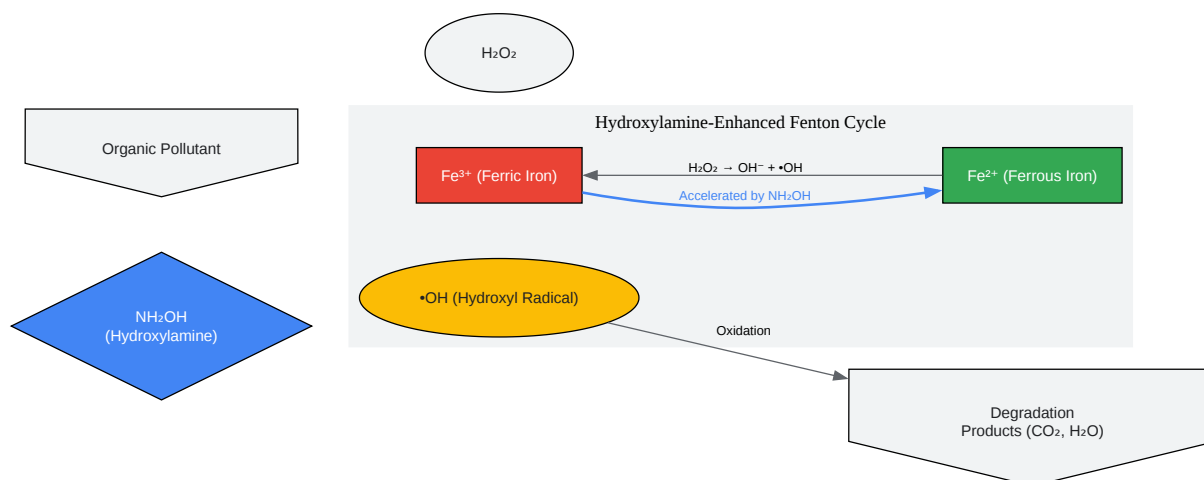 H₂O₂
Hydroxylamine-Enhanced Fenton Cycle
Organic Pollutant
Fe³⁺ (Ferric Iron)
H₂O₂ → OH⁻ + •OH
Accelerated by NH₂OH
Fe²⁺ (Ferrous Iron)
•OH (Hydroxyl Radical)
NH₂OH
(Hydroxylamine)
Oxidation
Degradation
Products (CO₂, H₂O)